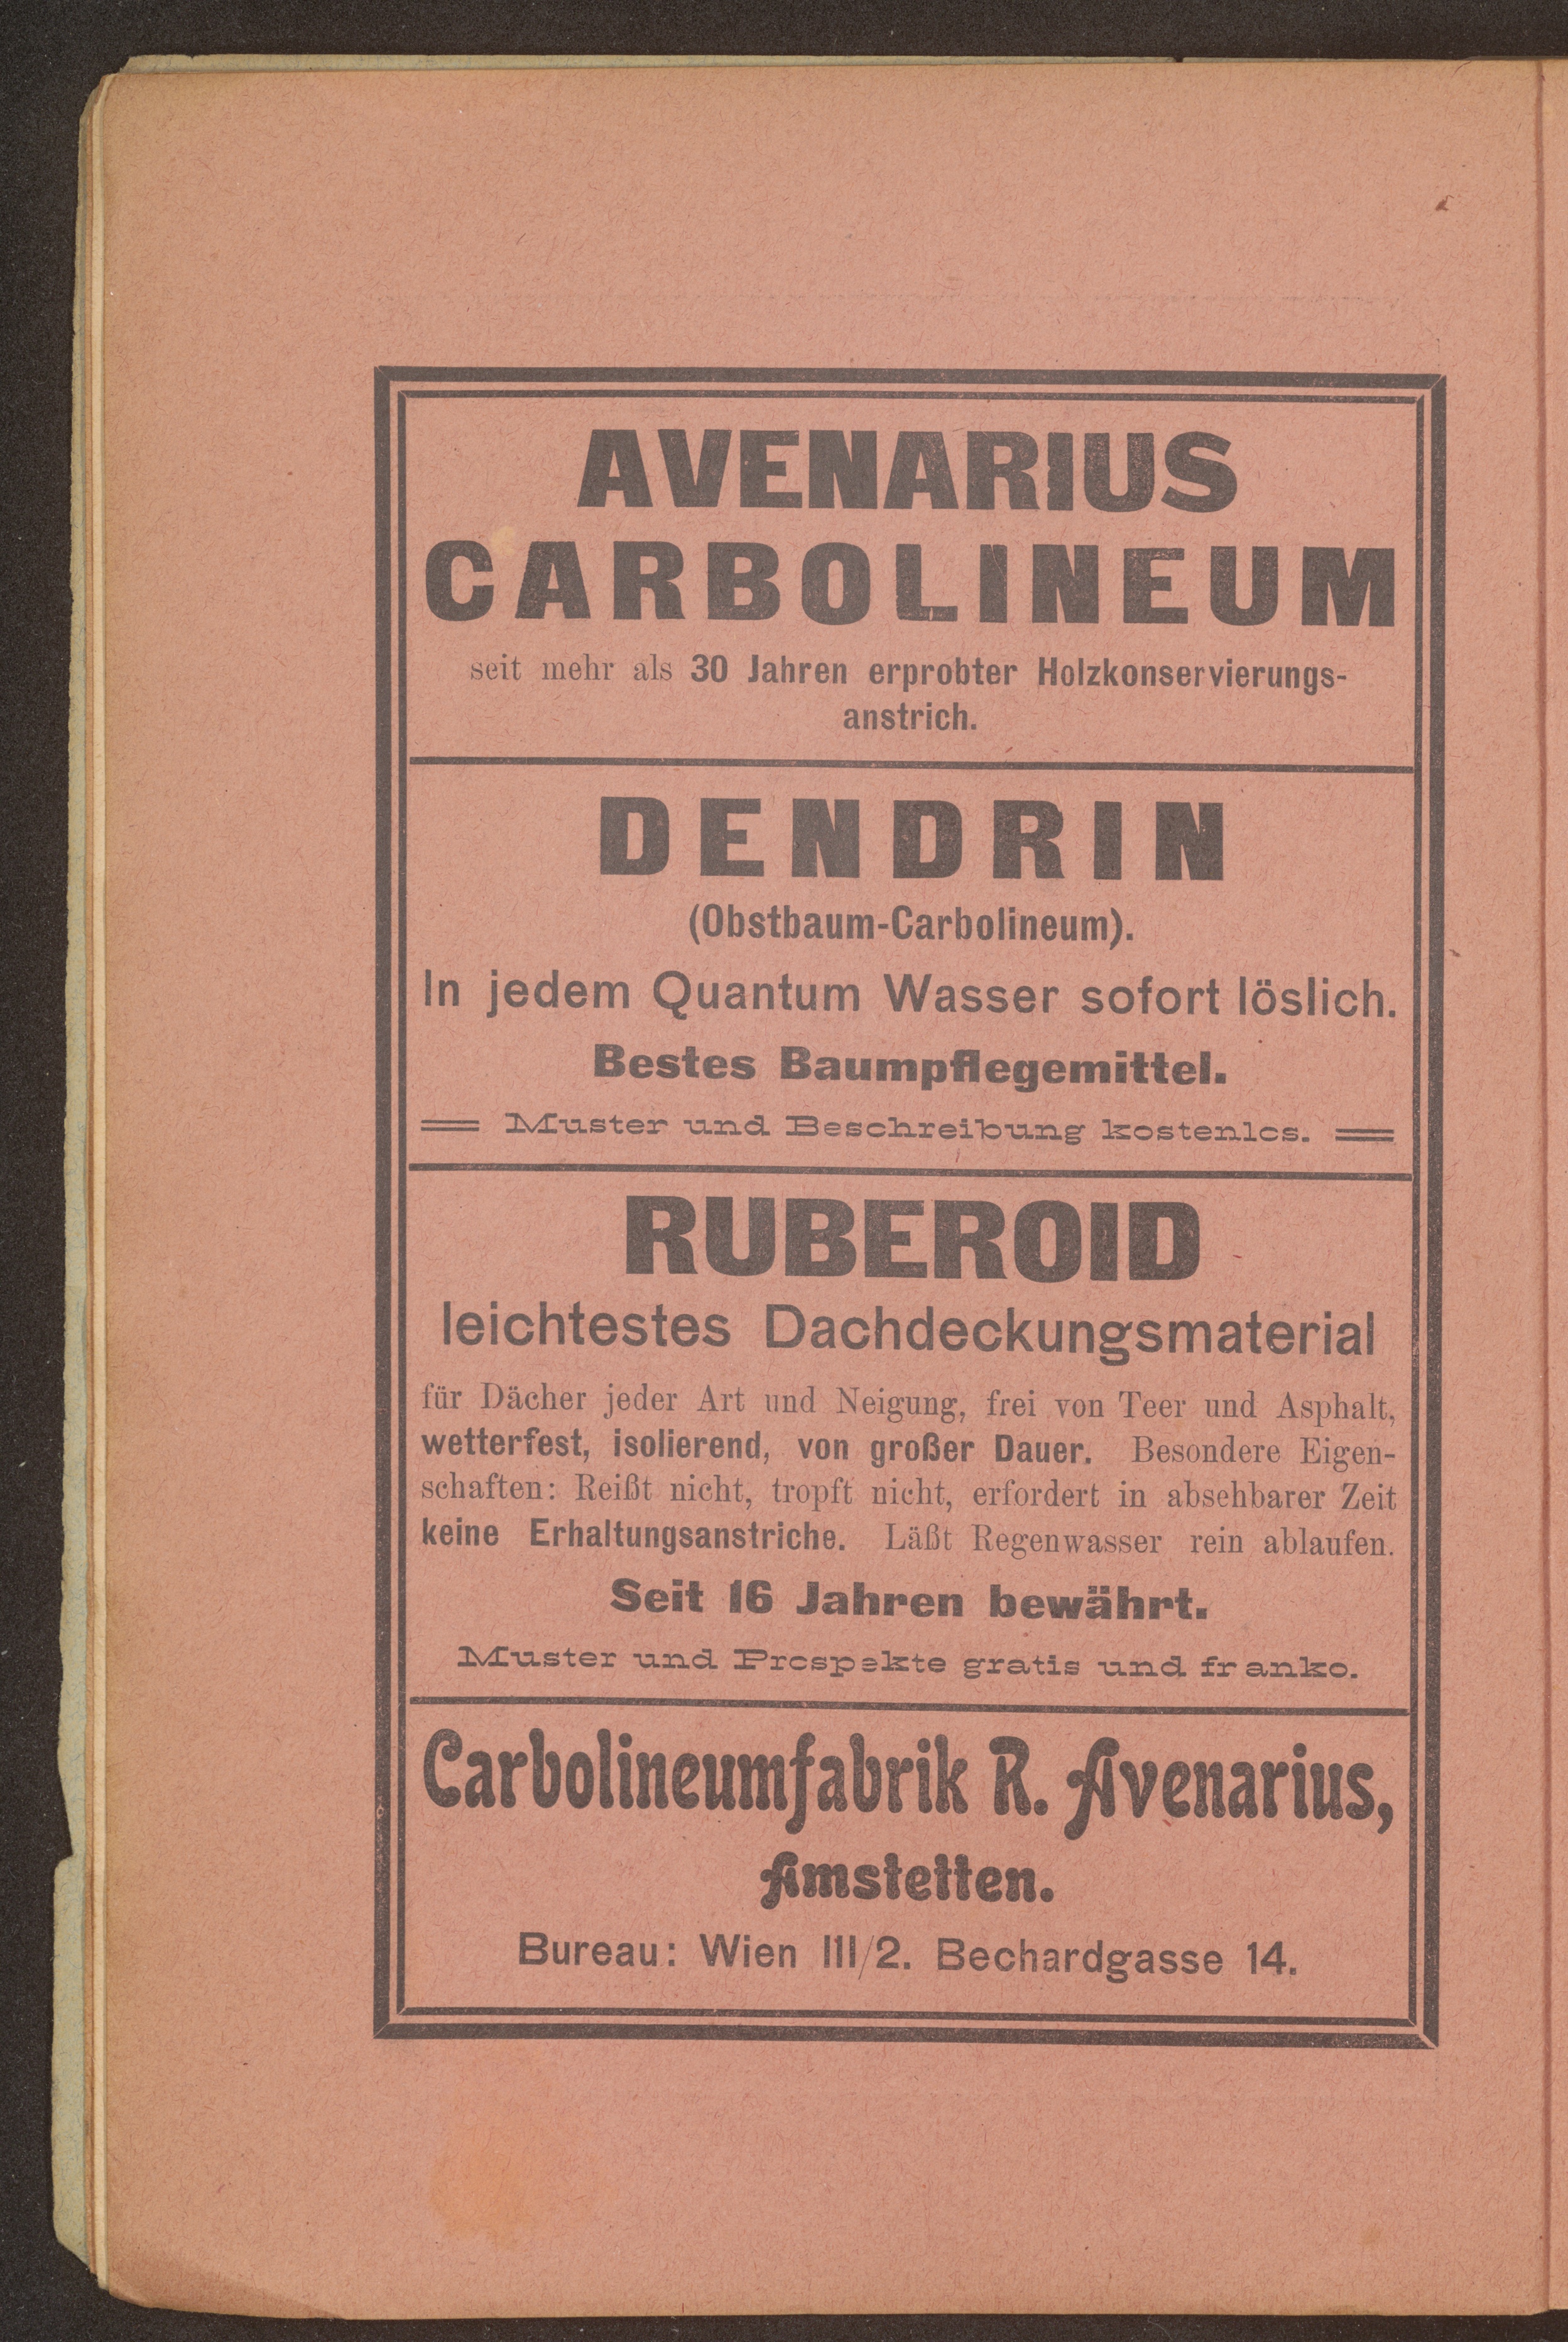 AVENARIUS
CARBOLINEUM
seit mehr als 30 Jahren erprobter Holzkonservierungs-
anstrich.
DENDRIN
(Obstbaum-Carbolineum).
In jedem Quantum Wasser sofort löslich.
Bestes Baumpflegemittel.
Muster und Beschreibung kostenlos.
RUBEROID
leichtestes Dachdeckungsmaterial
für Dächer jeder Art und Neigung, frei von Teer und Asphalt,
wetterfest, isolierend, von großer Dauer. Besondere Eigen-
schaften: Reißt nicht, tropft nicht, erfordert in absehbarer Zeit
keine Erhaltungsanstriche. Läßt Regenwasser rein ablaufen.
Seit 16 Jahren bewährt.
Muster und Prospekte gratis und franko.
Carbolineumfabrik R. Avenarius,
Amstetten.
Bureau: Wien III/2. Bechardgasse 14.